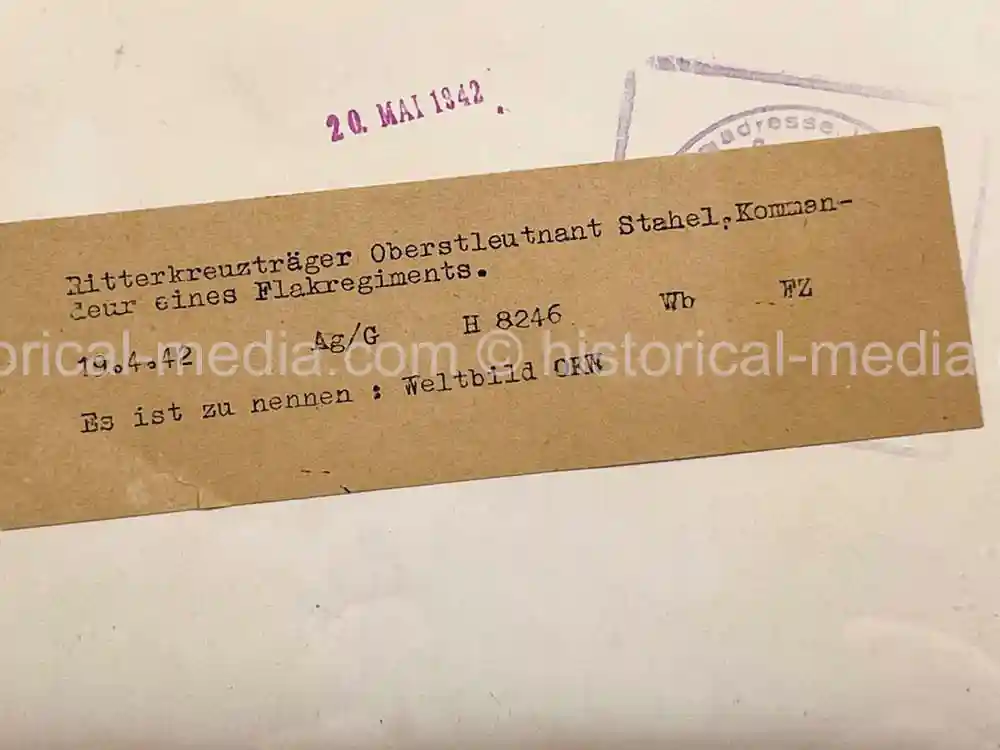 20. MAI 1942
madresse
Ritterkreuzträger Oberstleutnant Stahel, Komman-
deur eines Flakregiments.
19.4.42 Ag/G H 8246 Wb FZ
orical-media.com © historical-media
Es ist zu nennen : Weltbild OKW